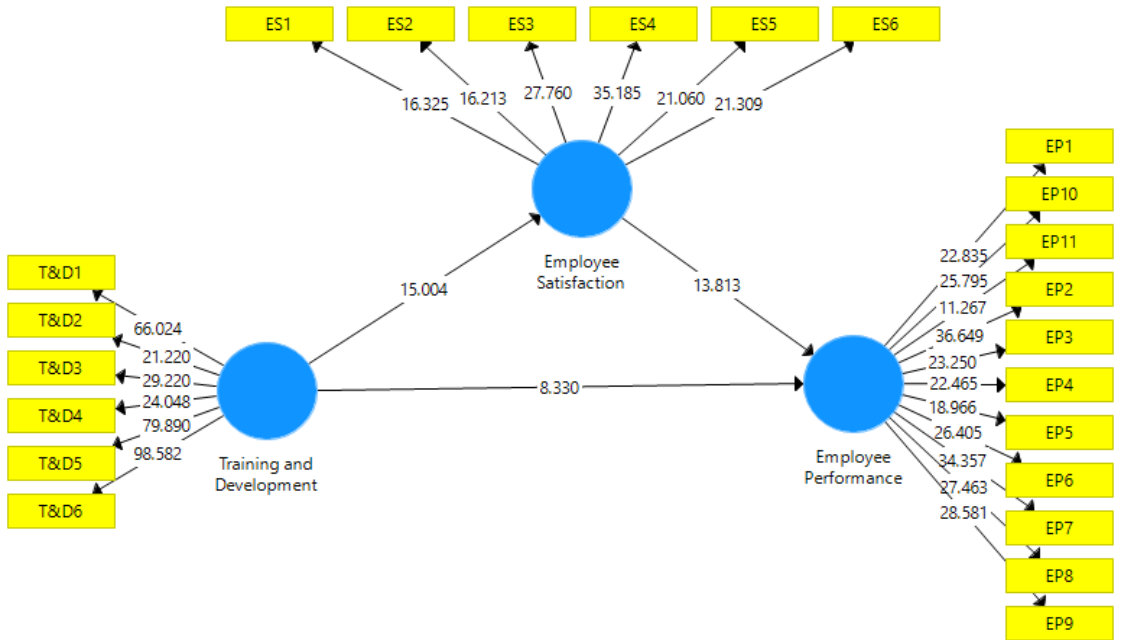 ES1
ES2
ES3
ES4
ES5
ES6
16.325
16.213
27.760
35.185
21.060
21.309
Employee
Satisfaction
15.004
13.813
8.330
T&D1
T&D2
T&D3
T&D4
T&D5
T&D6
66.024
21.220
29.220
24.048
79.890
98.582
Training and
Development
Employee
Performance
22.835
25.795
11.267
36.649
23.250
22.465
18.966
26.405
34.357
27.463
28.581
EP1
EP10
EP11
EP2
EP3
EP4
EP5
EP6
EP7
EP8
EP9